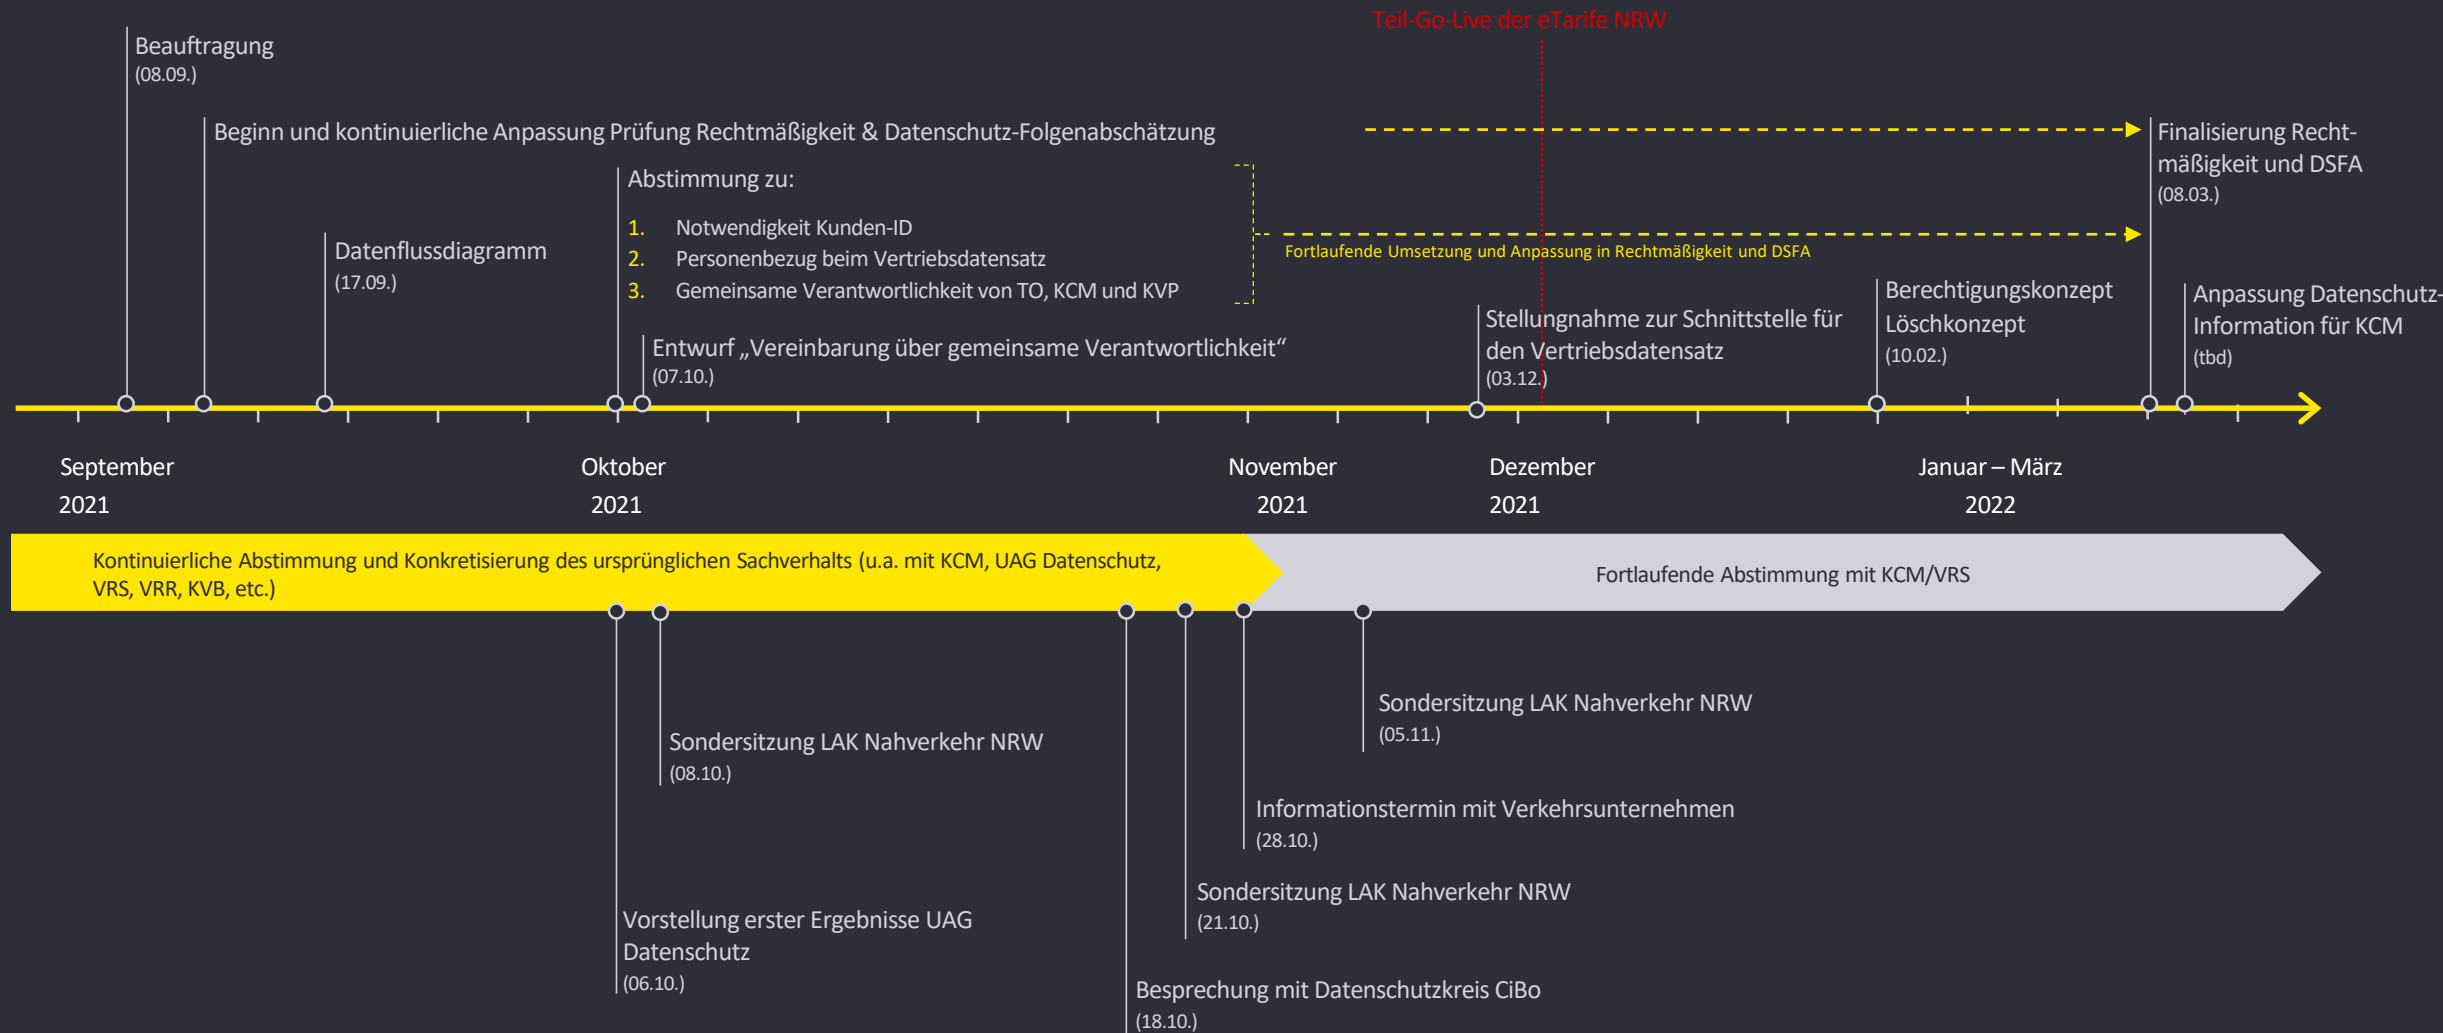 Teil-Go-Live der eTarife NRW
Beauftragung
(08.09.)
Beginn und kontinuierliche Anpassung Prüfung Rechtmäßigkeit & Datenschutz-Folgenabschätzung
Finalisierung Recht-
mäßigkeit und DSFA
(08.03.)
Abstimmung zu:
1. Notwendigkeit Kunden-ID
2. Personenbezug beim Vertriebsdatensatz
3. Gemeinsame Verantwortlichkeit von TO, KCM und KVP
Fortlaufende Umsetzung und Anpassung in Rechtmäßigkeit und DSFA
Datenflussdiagramm
(17.09.)
Entwurf „Vereinbarung über gemeinsame Verantwortlichkeit“
(07.10.)
Stellungnahme zur Schnittstelle für
den Vertriebsdatensatz
(03.12.)
Berechtigungskonzept
Löschkonzept
(10.02.)
Anpassung Datenschutz-
Information für KCM
(tbd)
September
2021
Oktober
2021
November
2021
Dezember
2021
Januar – März
2022
Kontinuierliche Abstimmung und Konkretisierung des ursprünglichen Sachverhalts (u.a. mit KCM, UAG Datenschutz,
VRS, VRR, KVB, etc.)
Fortlaufende Abstimmung mit KCM/VRS
Sondersitzung LAK Nahverkehr NRW
(05.11.)
Sondersitzung LAK Nahverkehr NRW
(08.10.)
Informationstermin mit Verkehrsunternehmen
(28.10.)
Sondersitzung LAK Nahverkehr NRW
(21.10.)
Vorstellung erster Ergebnisse UAG
Datenschutz
(06.10.)
Besprechung mit Datenschutzkreis CiBo
(18.10.)